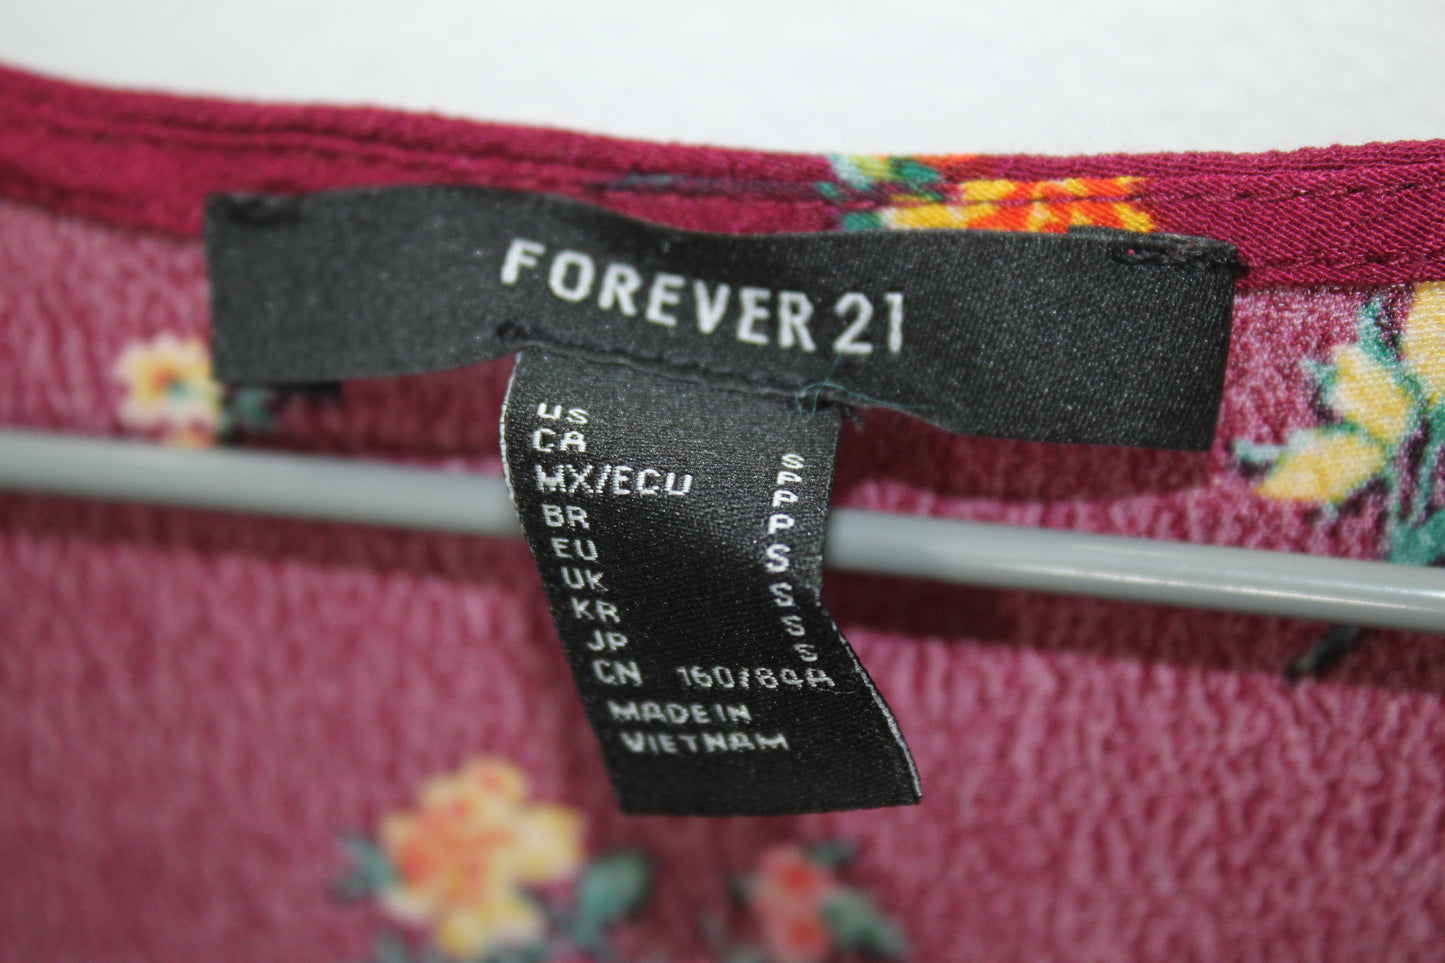 FOREVER 21
US S
CA P
MX/ECU P
BR P
EU S
UK S
KR S
JP S
CN 160/84A
MADE IN
VIETNAM